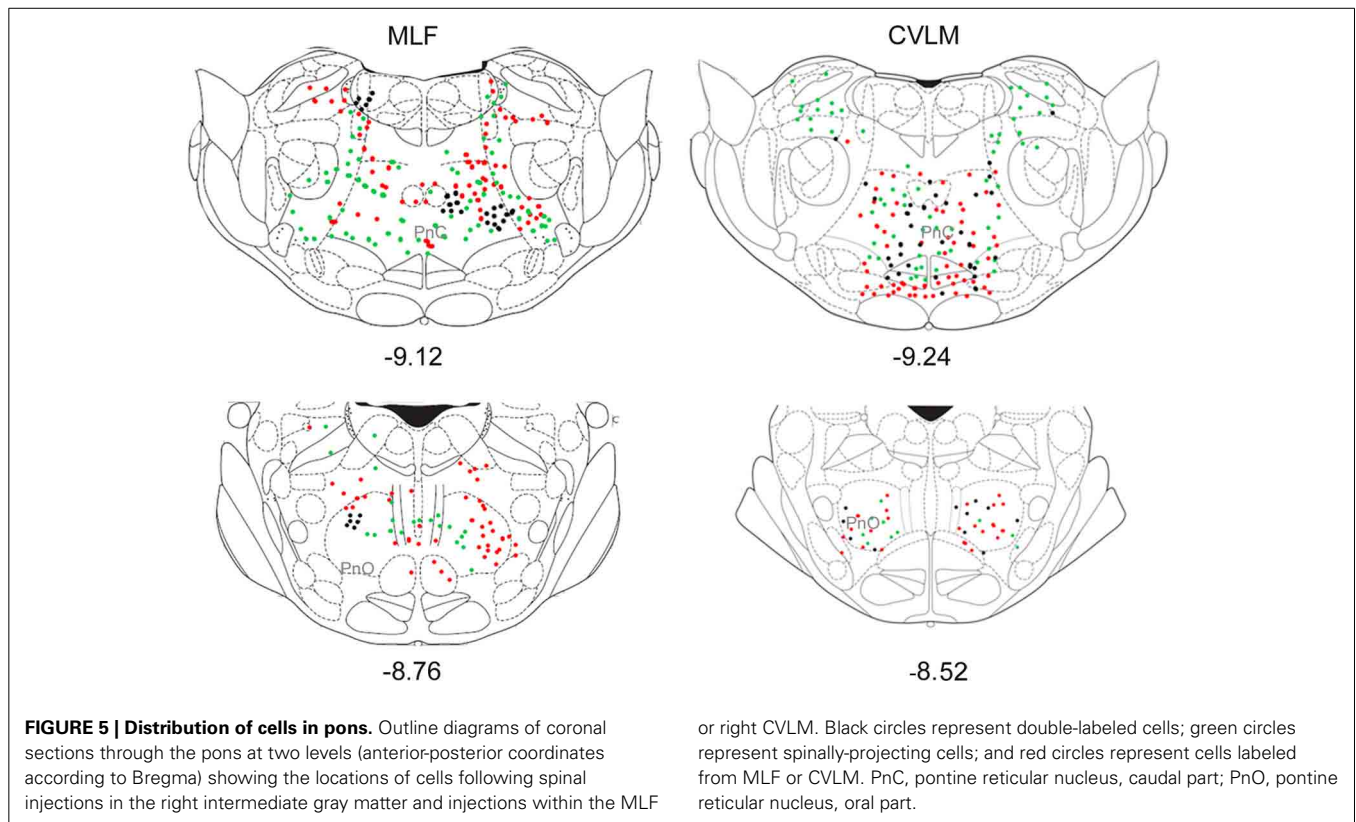 MLF
CVLM
PnC
PnC
-9.12
-9.24
c
PnO
PnO
-8.76
-8.52
FIGURE 5 | Distribution of cells in pons. Outline diagrams of coronal
sections through the pons at two levels (anterior-posterior coordinates
according to Bregma) showing the locations of cells following spinal
injections in the right intermediate gray matter and injections within the MLF
or right CVLM. Black circles represent double-labeled cells; green circles
represent spinally-projecting cells; and red circles represent cells labeled
from MLF or CVLM. PnC, pontine reticular nucleus, caudal part; PnO, pontine
reticular nucleus, oral part.